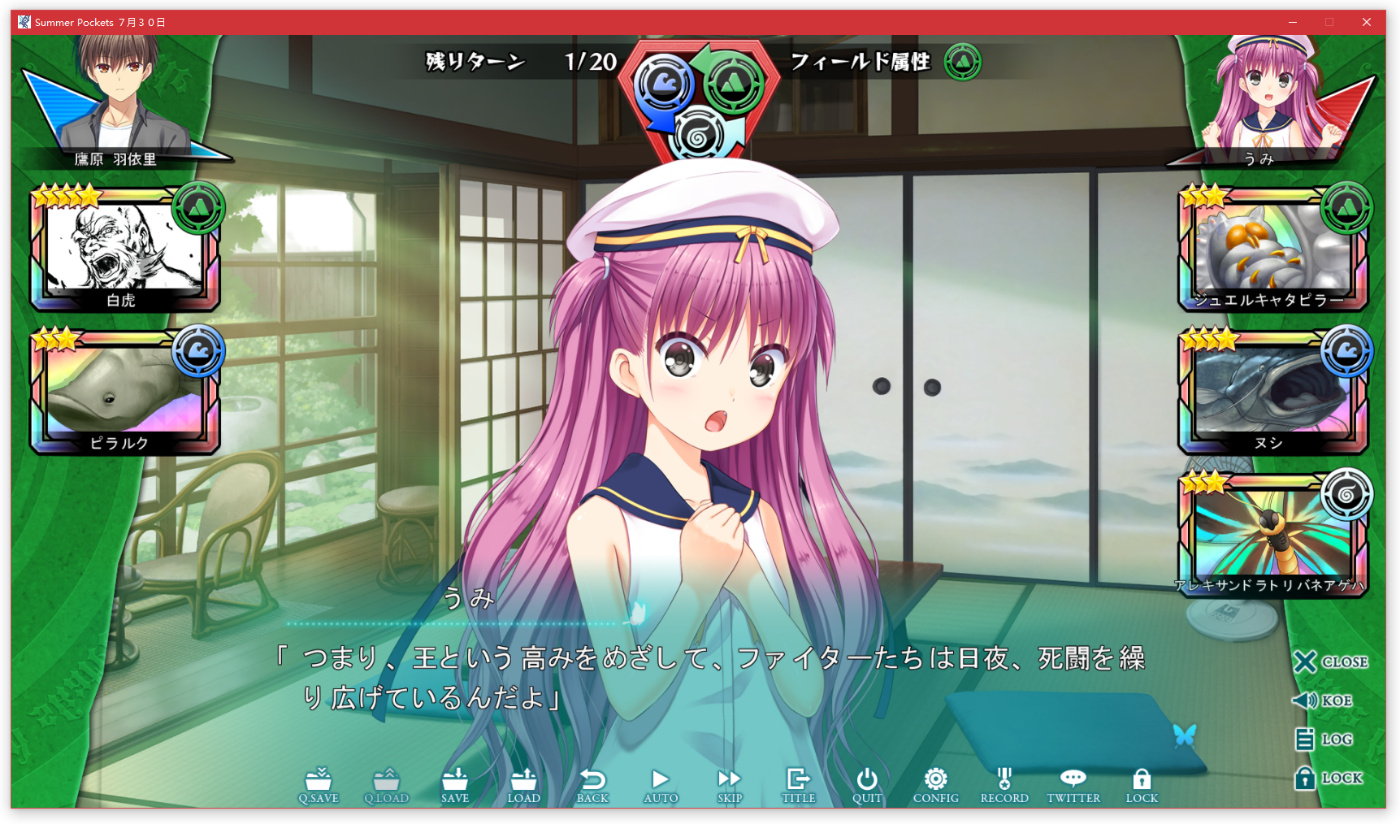 Summer Pockets 7月30日
残りターン 1/20 フィールド属性
鷹原 羽依里
うみ
白虎
ピラルク
ジュエルキャタピラー
ヌシ
アレキサンドラトリバネアゲハ
うみ
「つまり、王という高みをめざして、ファイターたちは日夜、死闘を繰
り広げているんだよ」
CLOSE
KOE
LOG
LOCK
Q.SAVE Q.LOAD SAVE LOAD BACK AUTO SKIP TITLE QUIT CONFIG RECORD TWITTER LOCK